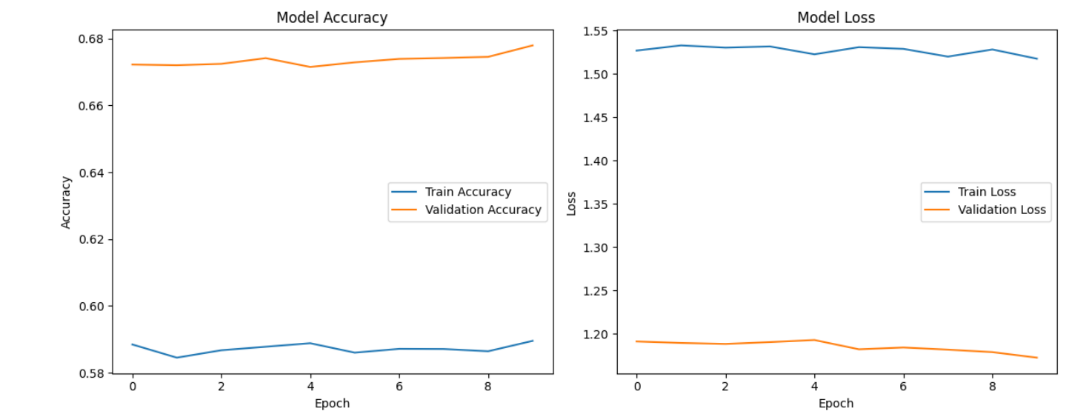 Model Accuracy
0.68
0.66
0.64
0.62
0.60
0.58
Accuracy
Train Accuracy
Validation Accuracy
0 2 4 6 8
Epoch
Model Loss
1.55
1.50
1.45
1.40
1.35
1.30
1.25
1.20
Loss
Train Loss
Validation Loss
0 2 4 6 8
Epoch